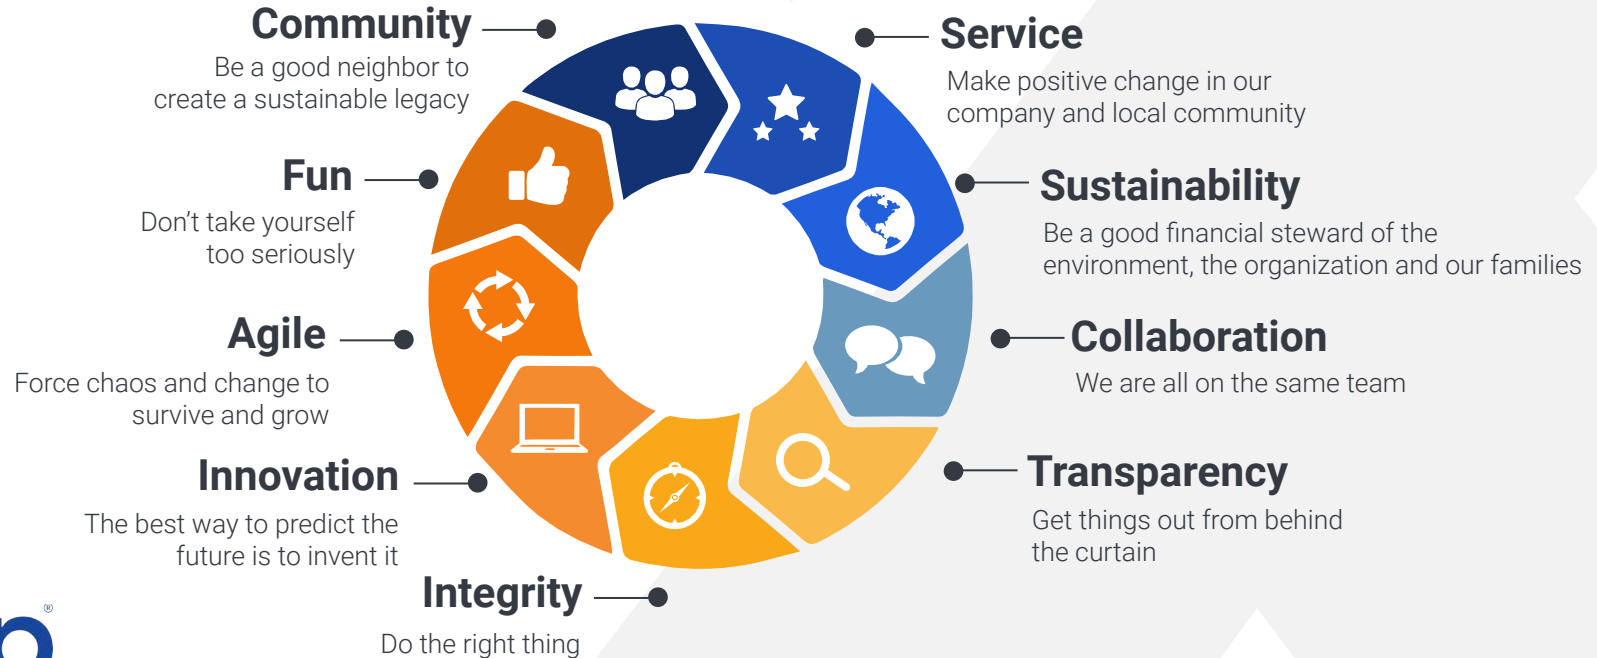 Community
Be a good neighbor to
create a sustainable legacy
Fun
Don’t take yourself
too seriously
Agile
Force chaos and change to
survive and grow
Innovation
The best way to predict the
future is to invent it
Integrity
Do the right thing
Service
Make positive change in our
company and local community
Sustainability
Be a good financial steward of the
environment, the organization and our families
Collaboration
We are all on the same team
Transparency
Get things out from behind
the curtain
®